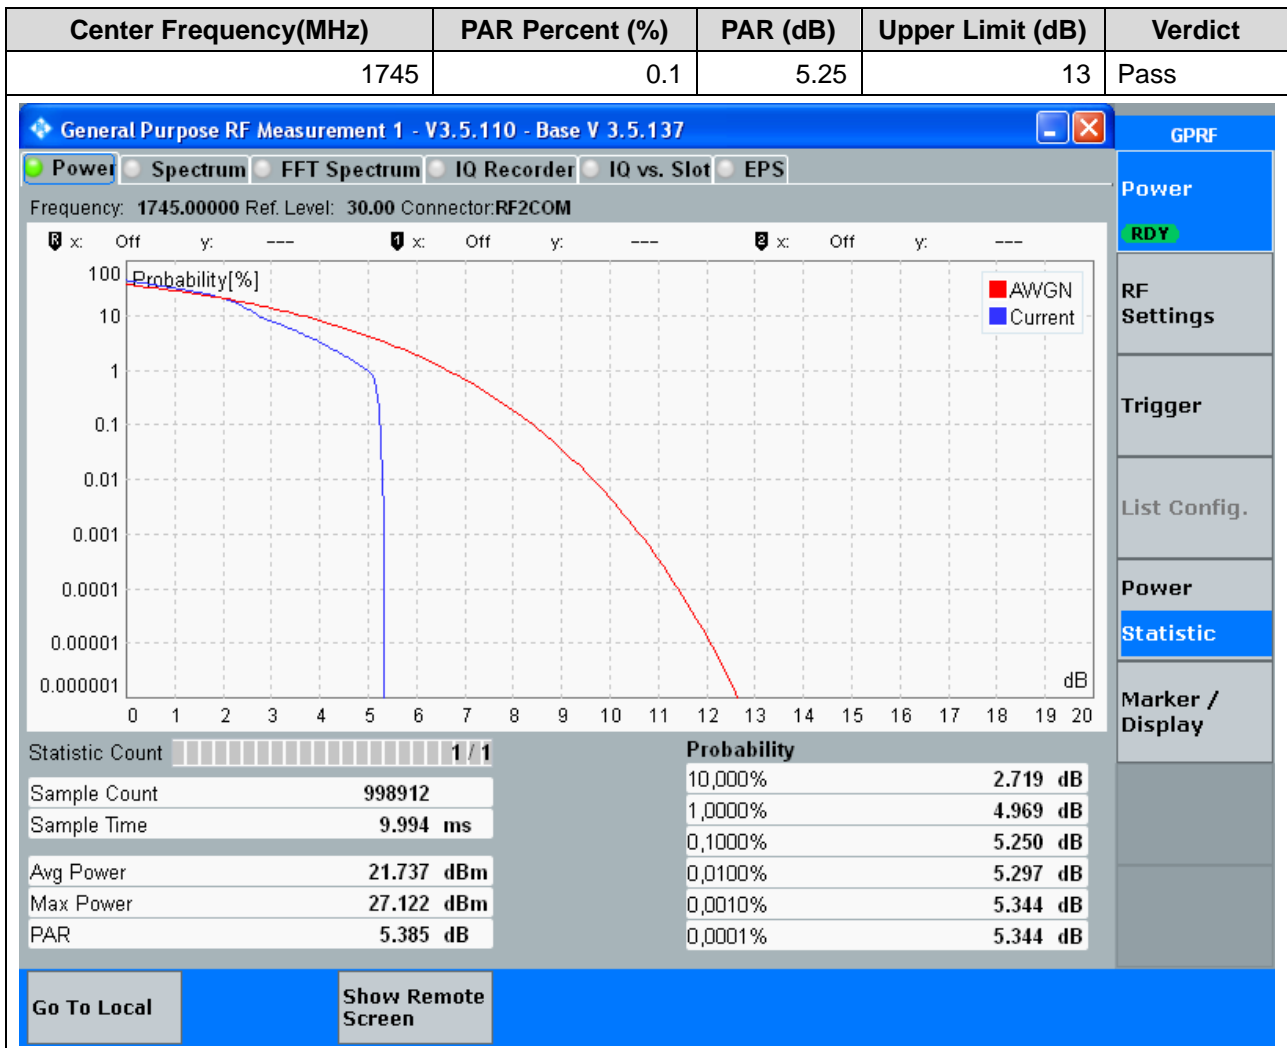 Center Frequency(MHz) PAR Percent (%) PAR (dB) Upper Limit (dB) Verdict
1745 0.1 5.25 13 Pass
General Purpose RF Measurement 1 - V3.5.110 - Base V 3.5.137
GPRF
Power Spectrum FFT Spectrum IQ Recorder IQ vs. Slot EPS
Frequency: 1745.00000 Ref. Level: 30.00 Connector:RF2COM
R x: Off y: --- 1 x: Off y: --- 2 x: Off y: ---
Probability[%]
AWGN
Current
100
10
1
0.1
0.01
0.001
0.0001
0.00001
0.000001
dB
0 1 2 3 4 5 6 7 8 9 10 11 12 13 14 15 16 17 18 19 20
Statistic Count 1 / 1
Sample Count 998912
Sample Time 9.994 ms
Avg Power 21.737 dBm
Max Power 27.122 dBm
PAR 5.385 dB
Probability
10,000% 2.719 dB
1,0000% 4.969 dB
0,1000% 5.250 dB
0,0100% 5.297 dB
0,0010% 5.344 dB
0,0001% 5.344 dB
Power
RDY
RF
Settings
Trigger
List Config.
Power
Statistic
Marker /
Display
Go To Local
Show Remote
Screen